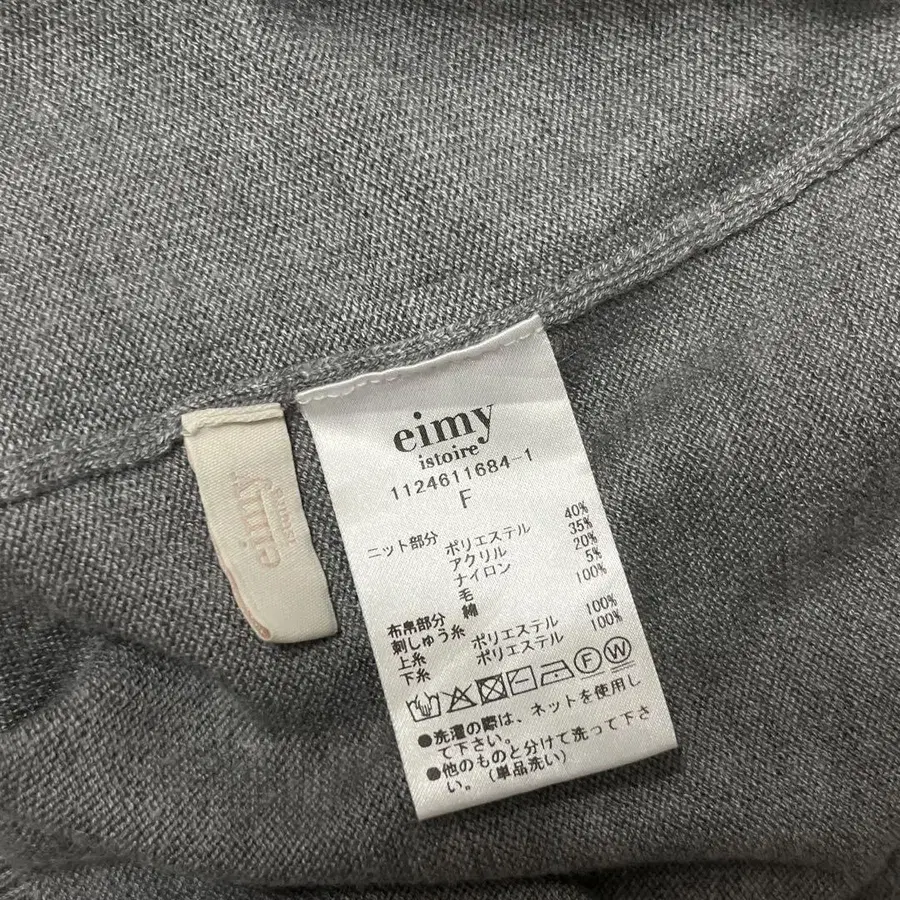 eimy
istoire
1124611684-1
F
ニット部分 ポリエステル 40%
アクリル 35%
ナイロン 20%
毛 5%
布帛部分 綿 100%
刺しゅう糸
上糸 ポリエステル 100%
下糸 ポリエステル 100%
F W
●洗濯の際は、ネットを使用し
て下さい。
●他のものと分けて洗って下さ
い。(単品洗い)
eimy
istoire